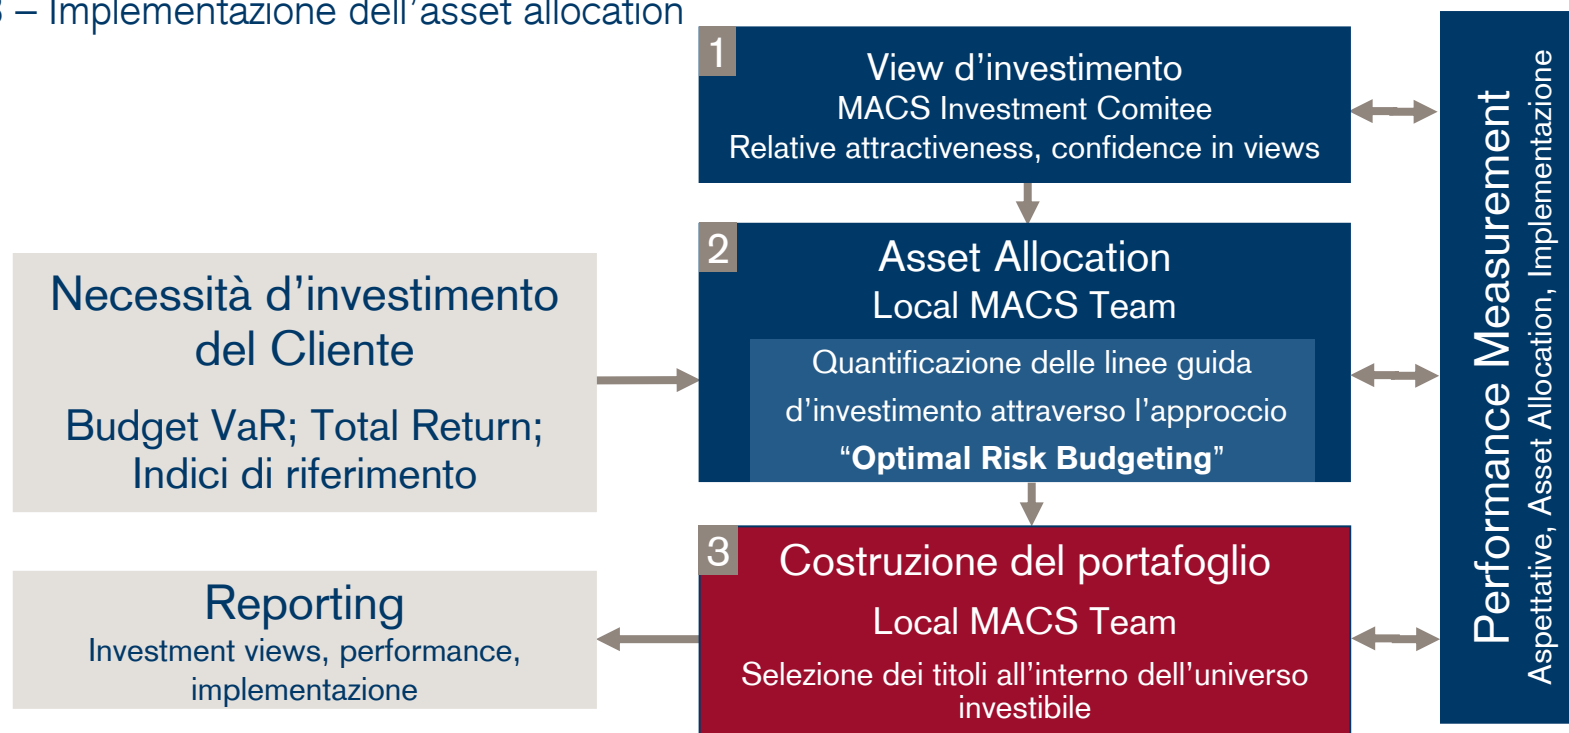 3 – Implementazione dell’asset allocation
1
View d’investimento
MACS Investment Comitee
Relative attractiveness, confidence in views
2
Asset Allocation
Local MACS Team
Quantificazione delle linee guida
d’investimento attraverso l’approccio
“Optimal Risk Budgeting”
Necessità d’investimento
del Cliente
Budget VaR; Total Return;
Indici di riferimento
3
Costruzione del portafoglio
Local MACS Team
Selezione dei titoli all’interno dell’universo
investibile
Reporting
Investment views, performance,
implementazione
Performance Measurement
Aspettative, Asset Allocation, Implementazione